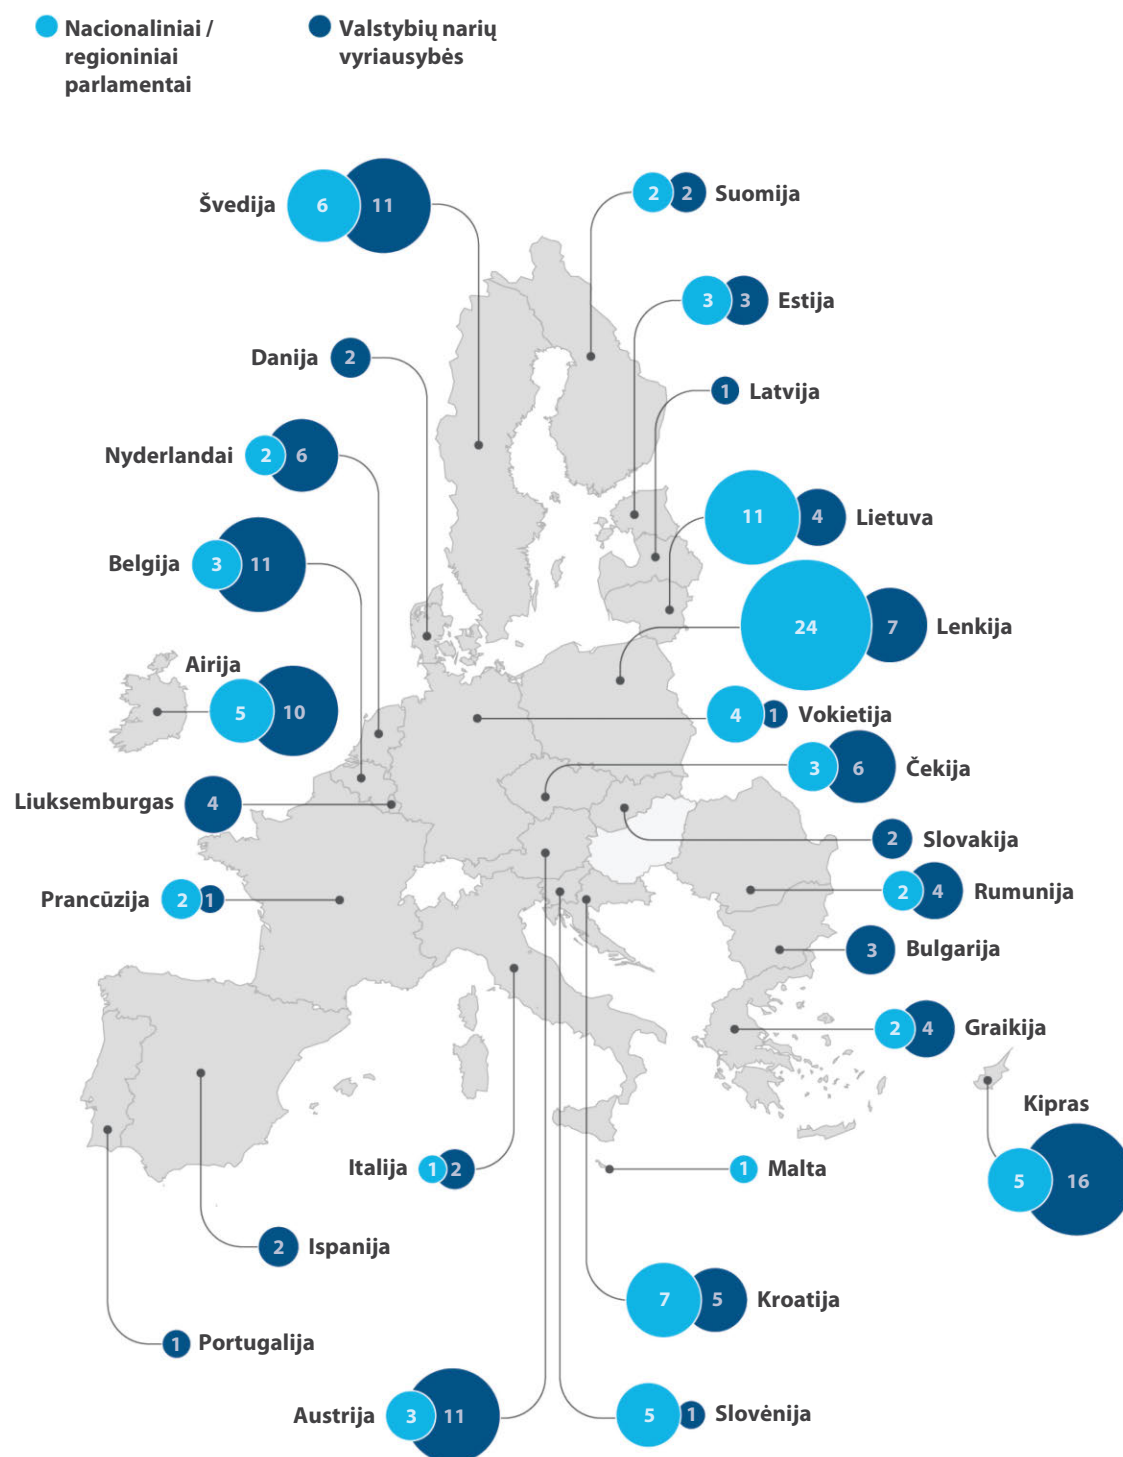 Nacionaliniai /
regioniniai
parlamentai
Valstybių narių
vyriausybės
Švedija 6 11
2 2 Suomija
3 3 Estija
Danija 2
1 Latvija
Nyderlandai 2 6
11 4 Lietuva
Belgija 3 11
24 7 Lenkija
Airija
5 10
4 1 Vokietija
3 6 Čekija
Liuksemburgas 4
2 Slovakija
Prancūzija 2 1
2 4 Rumunija
3 Bulgarija
2 4 Graikija
Kipras
5 16
Italija 1 2
1 Malta
2 Ispanija
7 5 Kroatija
1 Portugalija
Austrija 3 11
5 1 Slovėnija